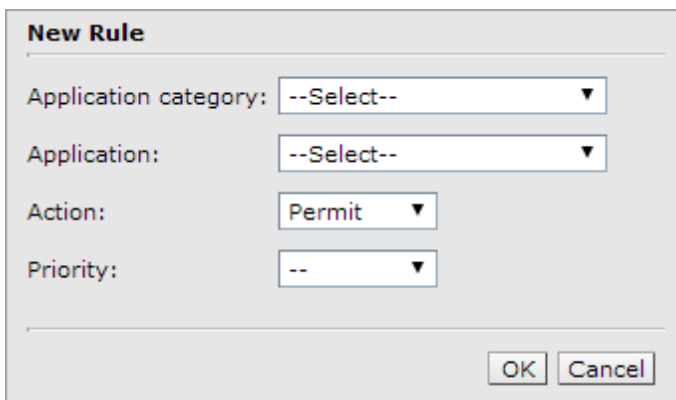 New Rule
Application category: --Select--
Application: --Select--
Action: Permit
Priority: --
OK Cancel